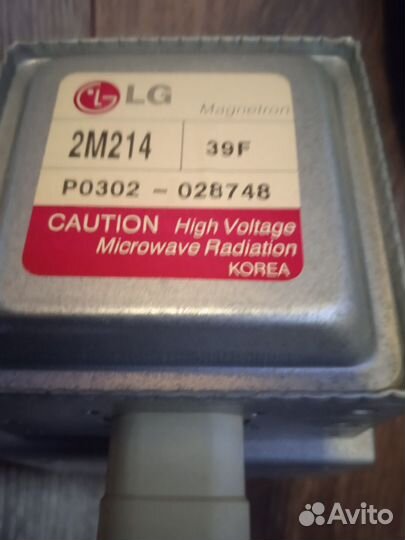 LG
Magnetron
2M214
39F
P0302 - 028748
CAUTION High Voltage
Microwave Radiation
KOREA
Avito